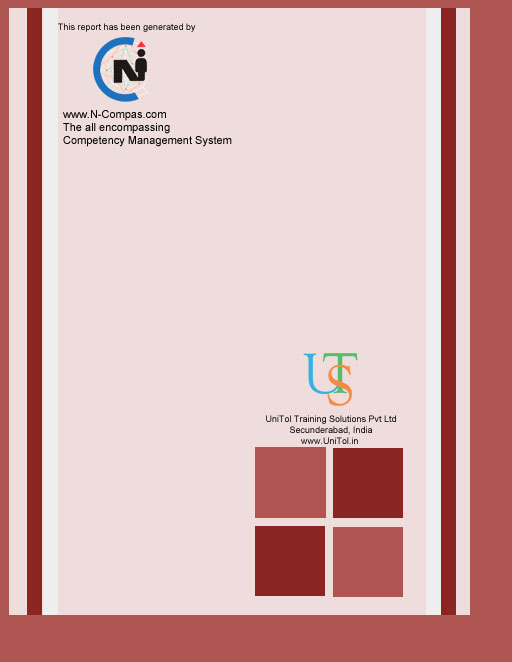 This report has been generated by
N
www.N-Compas.com
The all encompassing
Competency Management System
UTS
UniTol Training Solutions Pvt Ltd
Secunderabad, India
www.UniTol.in